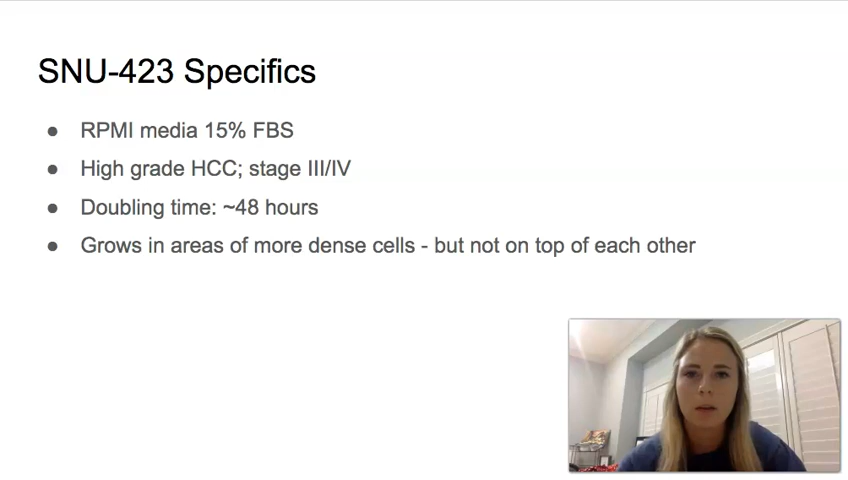 SNU-423 Specifics
● RPMI media 15% FBS
● High grade HCC; stage III/IV
● Doubling time: ~48 hours
● Grows in areas of more dense cells - but not on top of each other